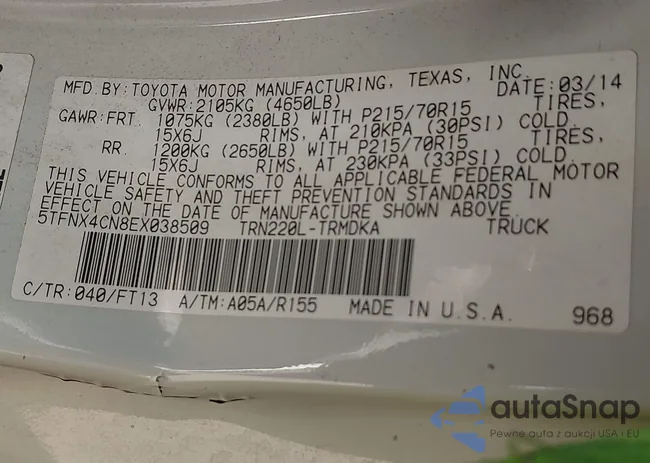 MFD.BY:TOYOTA MOTOR MANUFACTURING, TEXAS, INC.
GVWR:2105KG (4650LB) DATE:03/14
GAWR:FRT. 1075KG (2380LB) WITH P215/70R15 TIRES,
15X6J RIMS, AT 210KPA (30PSI) COLD.
RR. 1200KG (2650LB) WITH P215/70R15 TIRES,
15X6J RIMS, AT 230KPA (33PSI) COLD.
THIS VEHICLE CONFORMS TO ALL APPLICABLE FEDERAL MOTOR
VEHICLE SAFETY AND THEFT PREVENTION STANDARDS IN
EFFECT ON THE DATE OF MANUFACTURE SHOWN ABOVE.
5TFNX4CN8EX038509 TRN220L-TRMDKA TRUCK
C/TR:040/FT13 A/TM:A05A/R155 MADE IN U.S.A. 968
autaSnap
Pewne auta z aukcji USA i EU